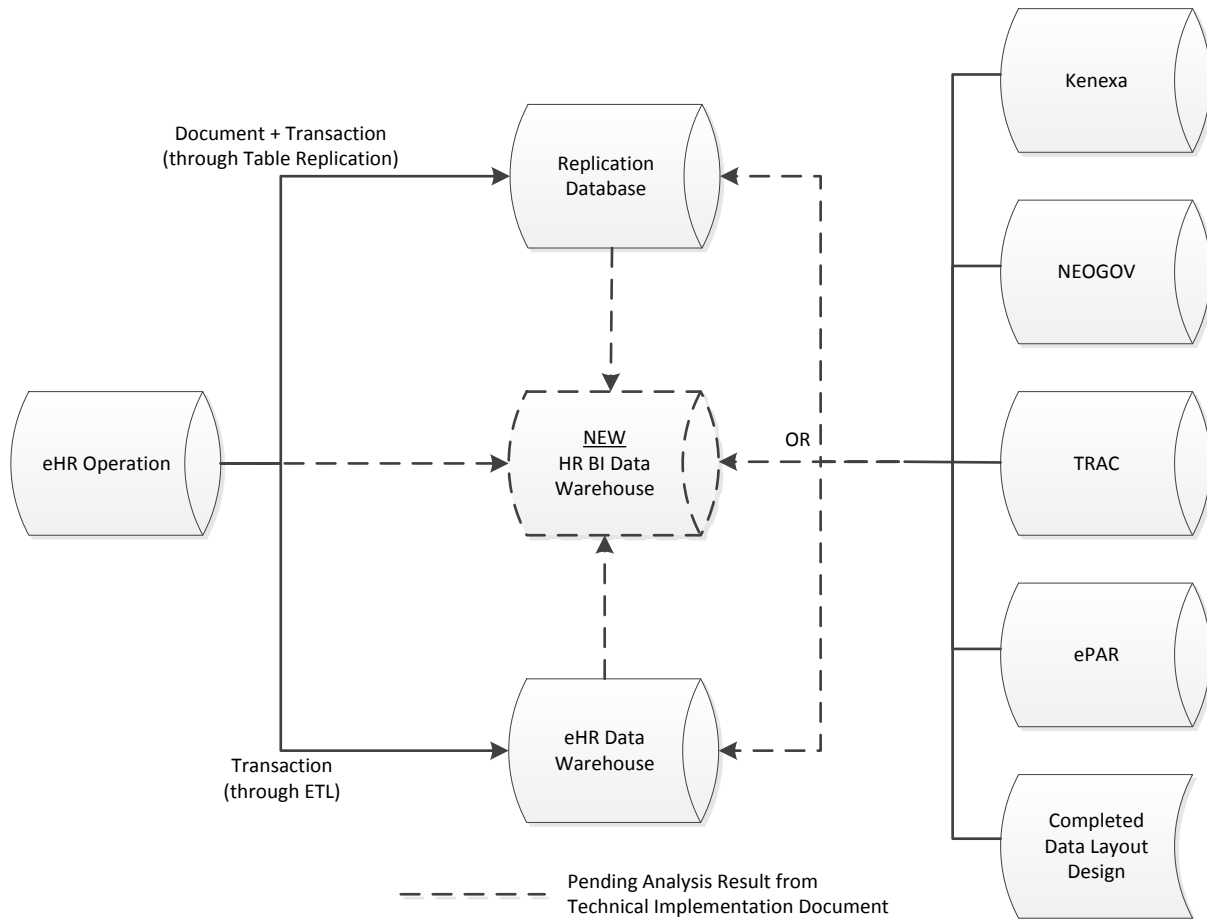 Kenexa
Document + Transaction
(through Table Replication)
Replication
Database
NEOGOV
eHR Operation
NEW
HR BI Data
Warehouse
OR
TRAC
ePAR
eHR Data
Warehouse
Transaction
(through ETL)
Completed
Data Layout
Design
Pending Analysis Result from
Technical Implementation Document